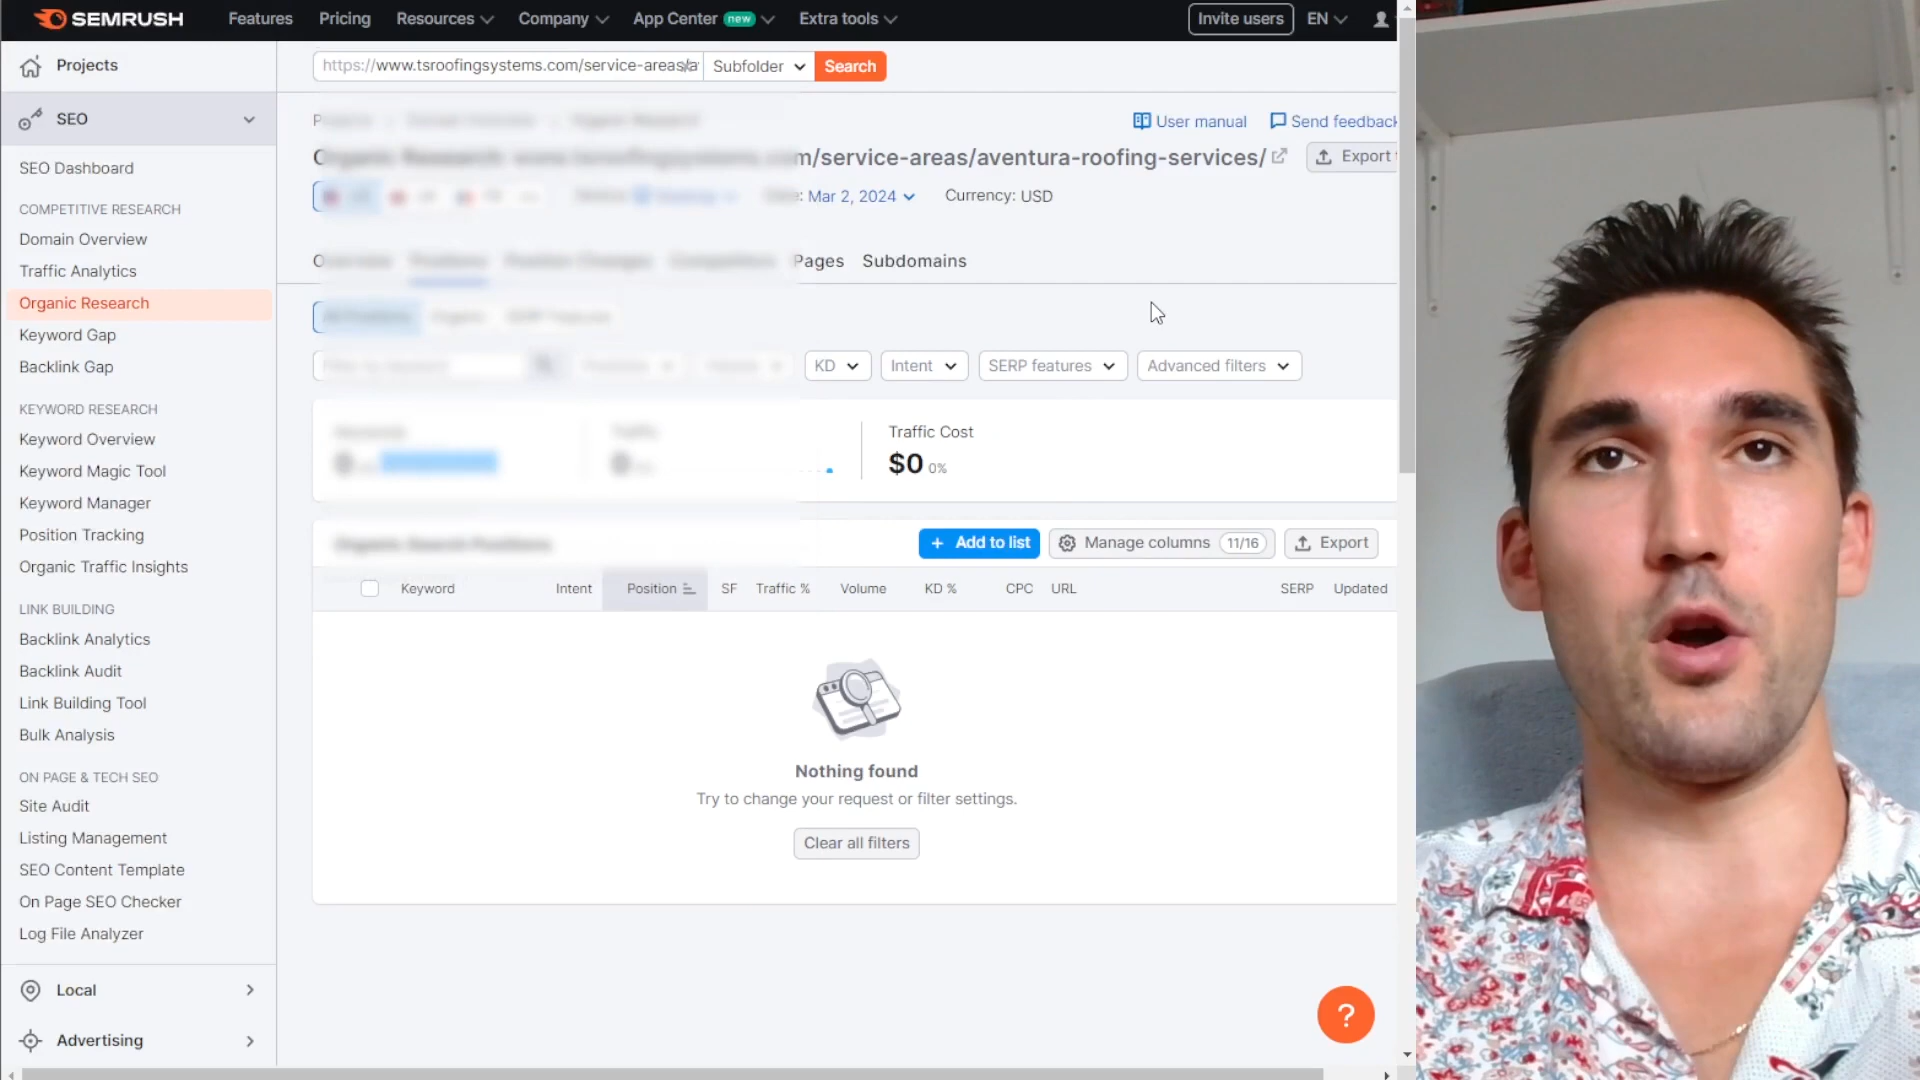 SEMRUSH
Features
Pricing
Resources
Company
App Center new
Extra tools
Invite users
EN
Projects
https://www.tsroofingsystems.com/service-areas/a
Subfolder
Search
SEO
User manual
Send feedback
m/service-areas/aventura-roofing-services/
Export
Mar 2, 2024
Currency: USD
SEO Dashboard
COMPETITIVE RESEARCH
Domain Overview
Traffic Analytics
Organic Research
Keyword Gap
Backlink Gap
KEYWORD RESEARCH
Keyword Overview
Keyword Magic Tool
Keyword Manager
Position Tracking
Organic Traffic Insights
LINK BUILDING
Backlink Analytics
Backlink Audit
Link Building Tool
Bulk Analysis
ON PAGE & TECH SEO
Site Audit
Listing Management
SEO Content Template
On Page SEO Checker
Log File Analyzer
Local
Advertising
Pages
Subdomains
KD
Intent
SERP features
Advanced filters
Traffic Cost
$0 0%
+ Add to list
Manage columns 11/16
Export
Keyword
Intent
Position
SF
Traffic %
Volume
KD %
CPC
URL
SERP
Updated
Nothing found
Try to change your request or filter settings.
Clear all filters
?